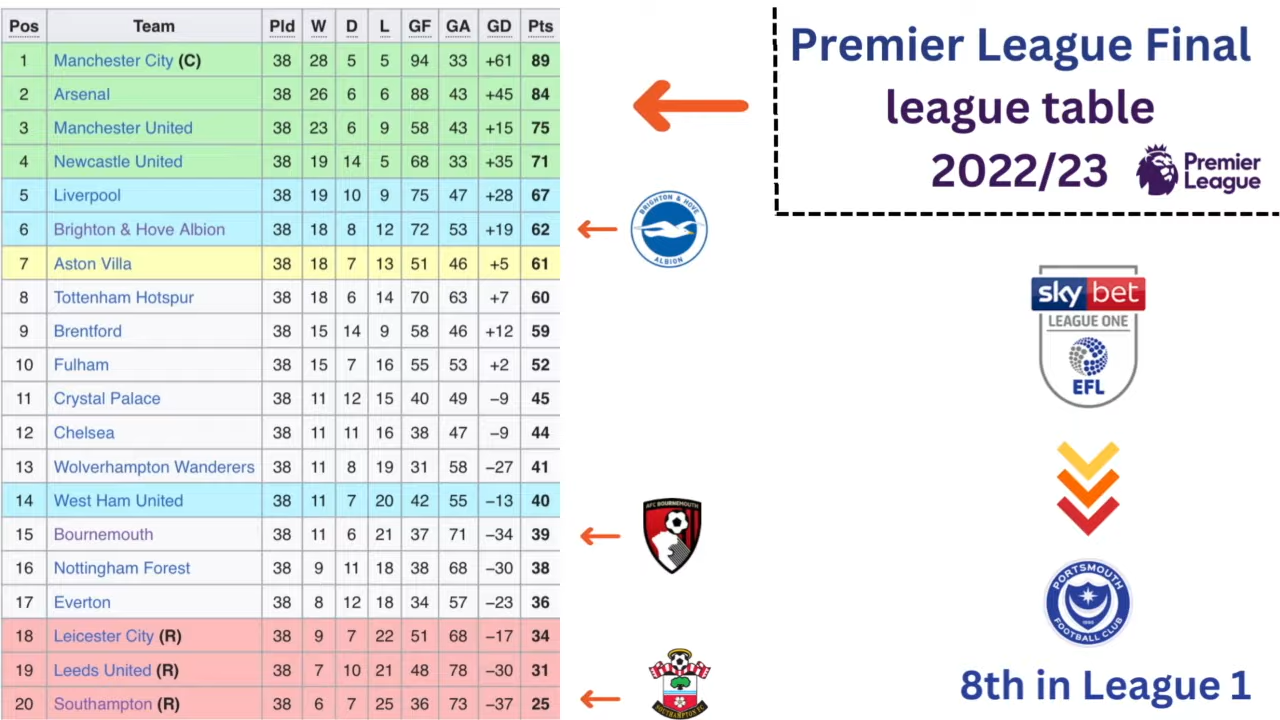 Pos Team Pld W D L GF GA GD Pts
1 Manchester City (C) 38 28 5 5 94 33 +61 89
2 Arsenal 38 26 6 6 88 43 +45 84
3 Manchester United 38 23 6 9 58 43 +15 75
4 Newcastle United 38 19 14 5 68 33 +35 71
5 Liverpool 38 19 10 9 75 47 +28 67
6 Brighton & Hove Albion 38 18 8 12 72 53 +19 62
7 Aston Villa 38 18 7 13 51 46 +5 61
8 Tottenham Hotspur 38 18 6 14 70 63 +7 60
9 Brentford 38 15 14 9 58 46 +12 59
10 Fulham 38 15 7 16 55 53 +2 52
11 Crystal Palace 38 11 12 15 40 49 −9 45
12 Chelsea 38 11 11 16 38 47 −9 44
13 Wolverhampton Wanderers 38 11 8 19 31 58 −27 41
14 West Ham United 38 11 7 20 42 55 −13 40
15 Bournemouth 38 11 6 21 37 71 −34 39
16 Nottingham Forest 38 9 11 18 38 68 −30 38
17 Everton 38 8 12 18 34 57 −23 36
18 Leicester City (R) 38 9 7 22 51 68 −17 34
19 Leeds United (R) 38 7 10 21 48 78 −30 31
20 Southampton (R) 38 6 7 25 36 73 −37 25
BRIGHTON & HOVE
ALBION
AFC BOURNEMOUTH
SOUTHAMPTON FC
Premier League Final
league table
2022/23
Premier
League
sky bet
LEAGUE ONE
EFL
PORTSMOUTH
FOOTBALL CLUB
8th in League 1